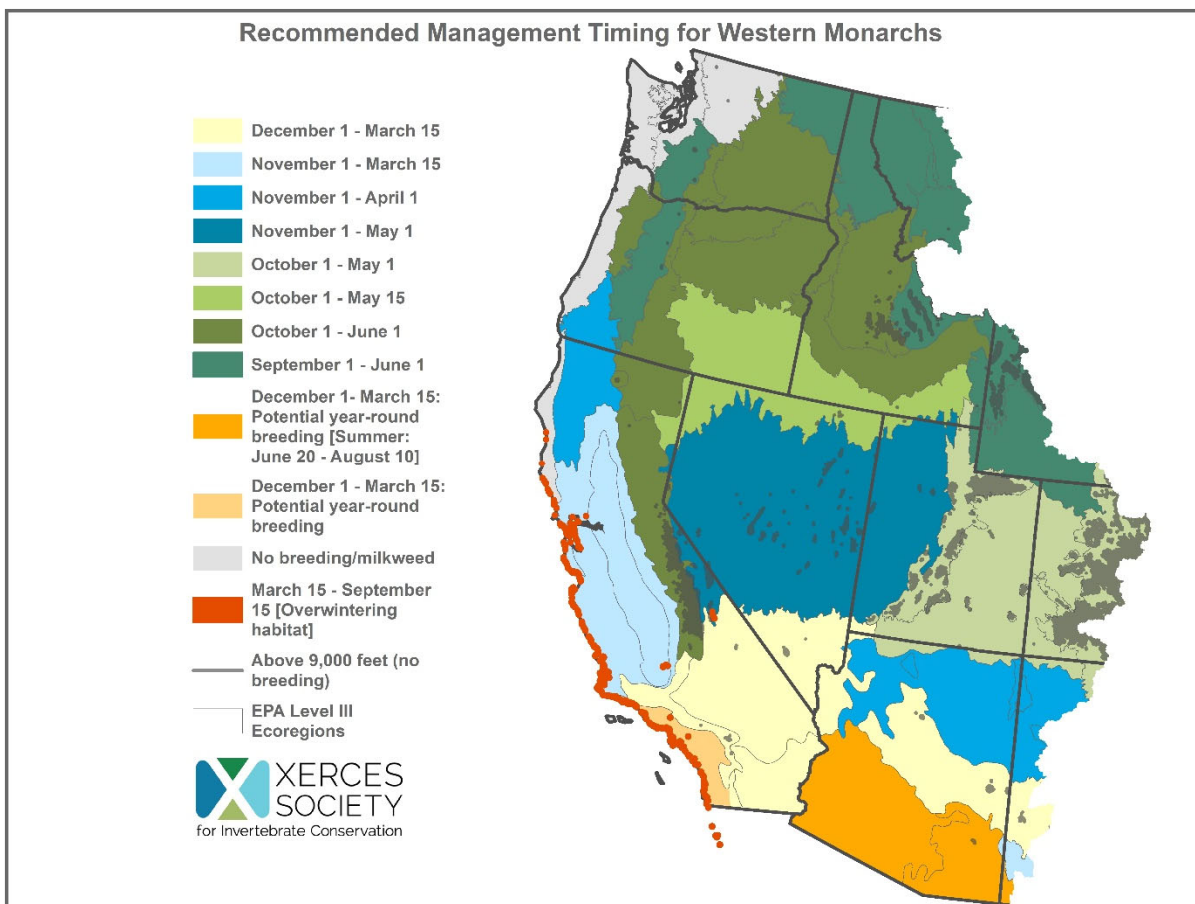 Recommended Management Timing for Western Monarchs
December 1 - March 15
November 1 - March 15
November 1 - April 1
November 1 - May 1
October 1 - May 1
October 1 - May 15
October 1 - June 1
September 1 - June 1
December 1- March 15:
Potential year-round
breeding [Summer:
June 20 - August 10]
December 1 - March 15:
Potential year-round
breeding
No breeding/milkweed
March 15 - September
15 [Overwintering
habitat]
Above 9,000 feet (no
breeding)
EPA Level III
Ecoregions
XERCES
SOCIETY
for Invertebrate Conservation